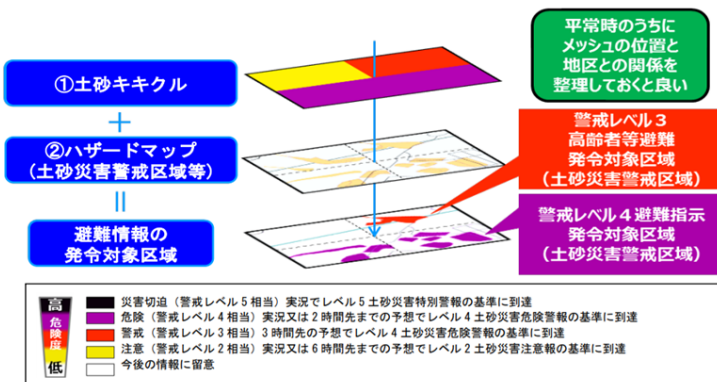 ①土砂キキクル
＋
②ハザードマップ
（土砂災害警戒区域等）
＝
避難情報の
発令対象区域
平常時のうちに
メッシュの位置と
地区との関係を
整理しておくと良い
警戒レベル３
高齢者等避難
発令対象区域
（土砂災害警戒区域）
警戒レベル４避難指示
発令対象区域
（土砂災害警戒区域）
高
危険度
低
災害切迫（警戒レベル５相当）実況でレベル５土砂災害特別警報の基準に到達
危険（警戒レベル４相当）実況又は２時間先までの予想でレベル４土砂災害危険警報の基準に到達
警戒（警戒レベル３相当）３時間先の予想でレベル４土砂災害危険警報の基準に到達
注意（警戒レベル２相当）実況又は６時間先までの予想でレベル２土砂災害注意報の基準に到達
今後の情報に留意